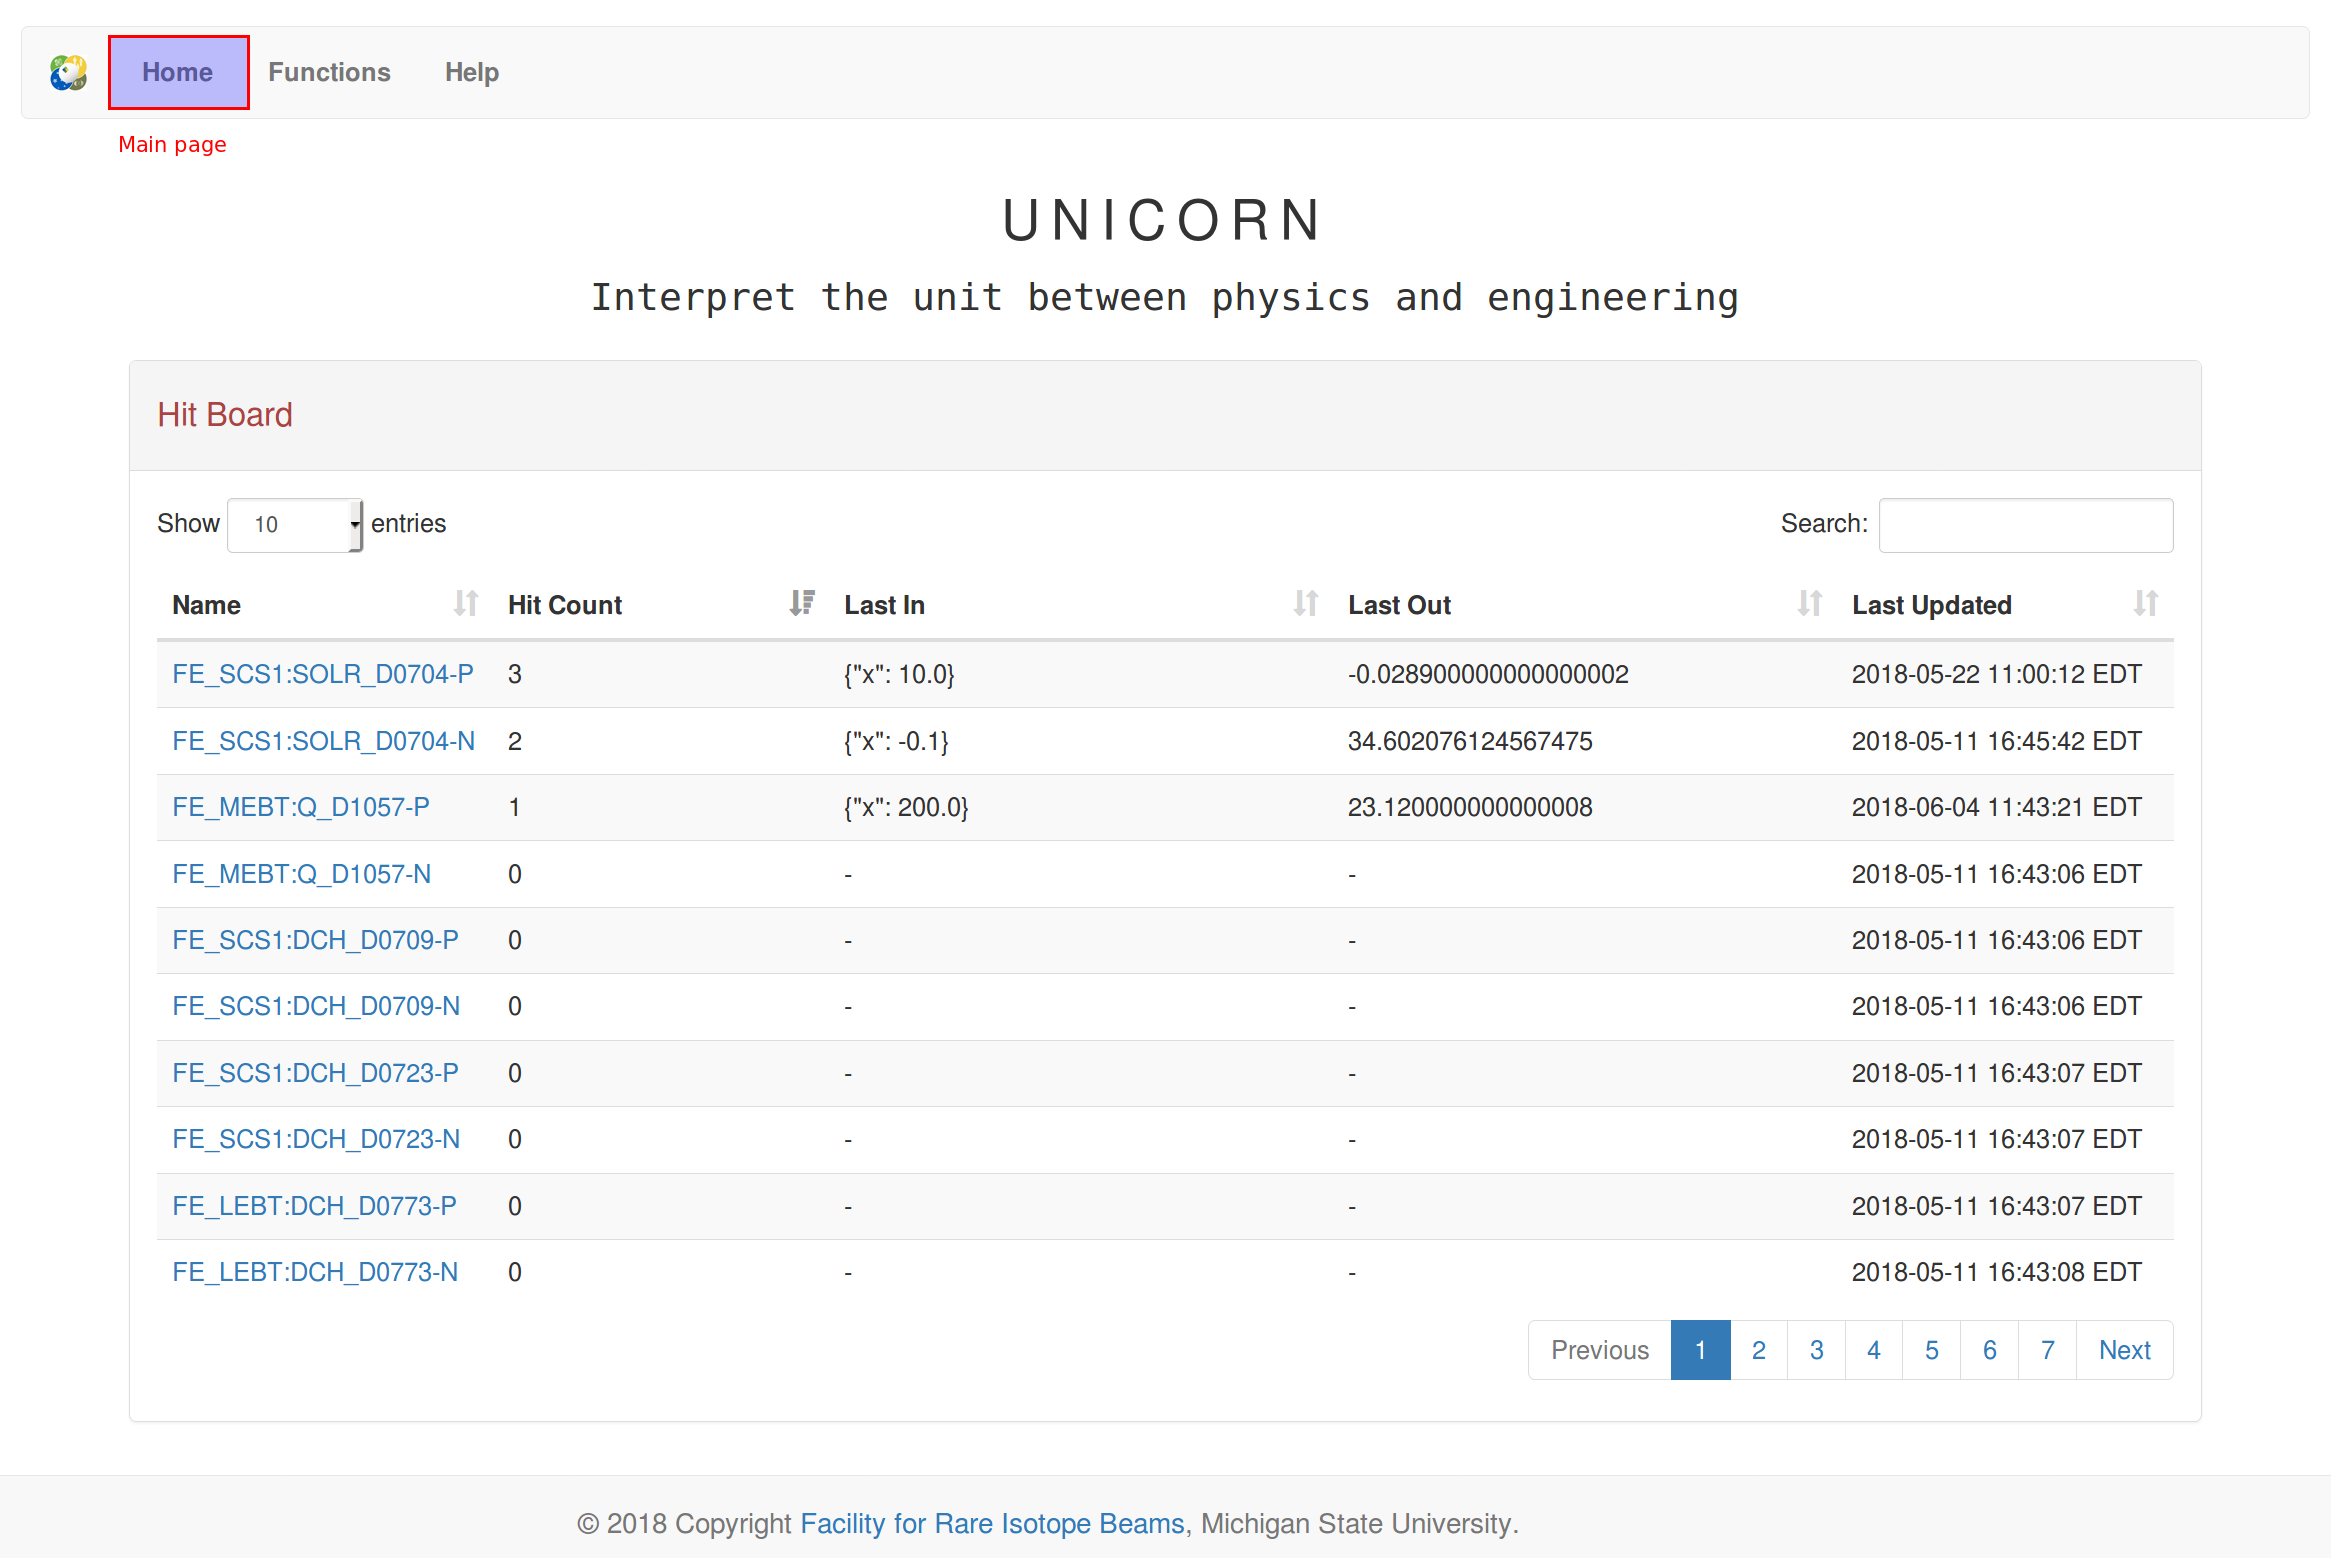 Home Functions Help
Main page
UNICORN
Interpret the unit between physics and engineering
Hit Board
Show 10 entries Search:
Name Hit Count Last In Last Out Last Updated
FE_SCS1:SOLR_D0704-P 3 {"x": 10.0} -0.028900000000000002 2018-05-22 11:00:12 EDT
FE_SCS1:SOLR_D0704-N 2 {"x": -0.1} 34.602076124567475 2018-05-11 16:45:42 EDT
FE_MEBT:Q_D1057-P 1 {"x": 200.0} 23.120000000000008 2018-06-04 11:43:21 EDT
FE_MEBT:Q_D1057-N 0 - - 2018-05-11 16:43:06 EDT
FE_SCS1:DCH_D0709-P 0 - - 2018-05-11 16:43:06 EDT
FE_SCS1:DCH_D0709-N 0 - - 2018-05-11 16:43:06 EDT
FE_SCS1:DCH_D0723-P 0 - - 2018-05-11 16:43:07 EDT
FE_SCS1:DCH_D0723-N 0 - - 2018-05-11 16:43:07 EDT
FE_LEBT:DCH_D0773-P 0 - - 2018-05-11 16:43:07 EDT
FE_LEBT:DCH_D0773-N 0 - - 2018-05-11 16:43:08 EDT
Previous 1 2 3 4 5 6 7 Next
© 2018 Copyright Facility for Rare Isotope Beams, Michigan State University.